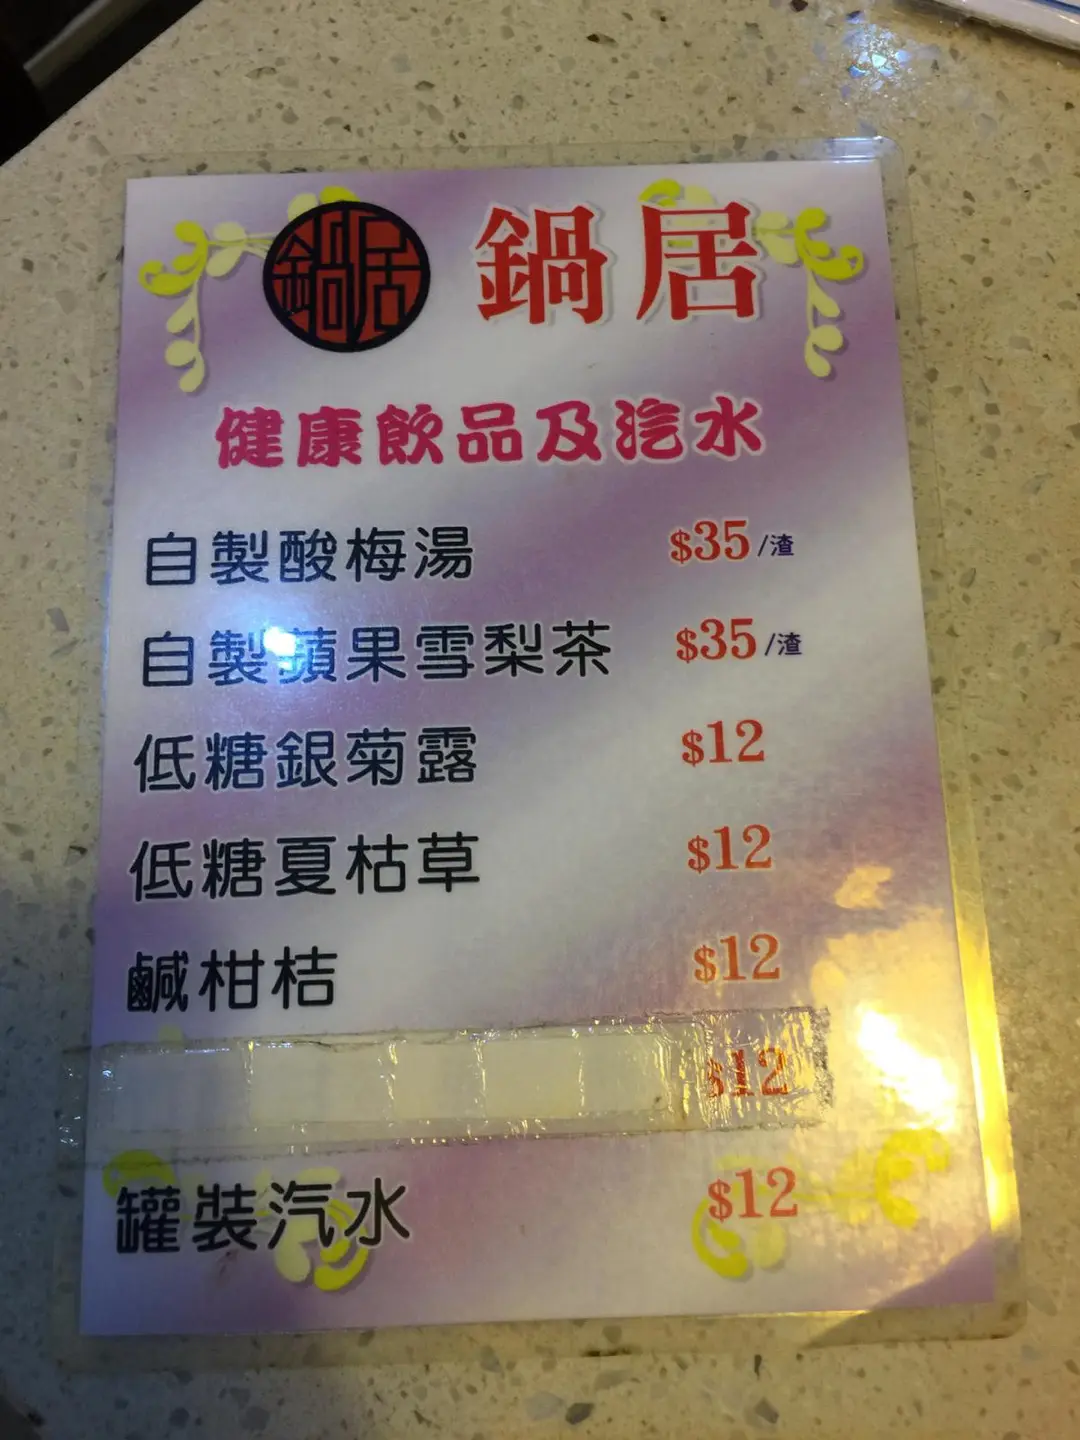 鍋居 鍋居
健康飲品及汽水
自製酸梅湯 $35/渣
自製蘋果雪梨茶 $35/渣
低糖銀菊露 $12
低糖夏枯草 $12
鹹柑桔 $12
$12
罐裝汽水 $12